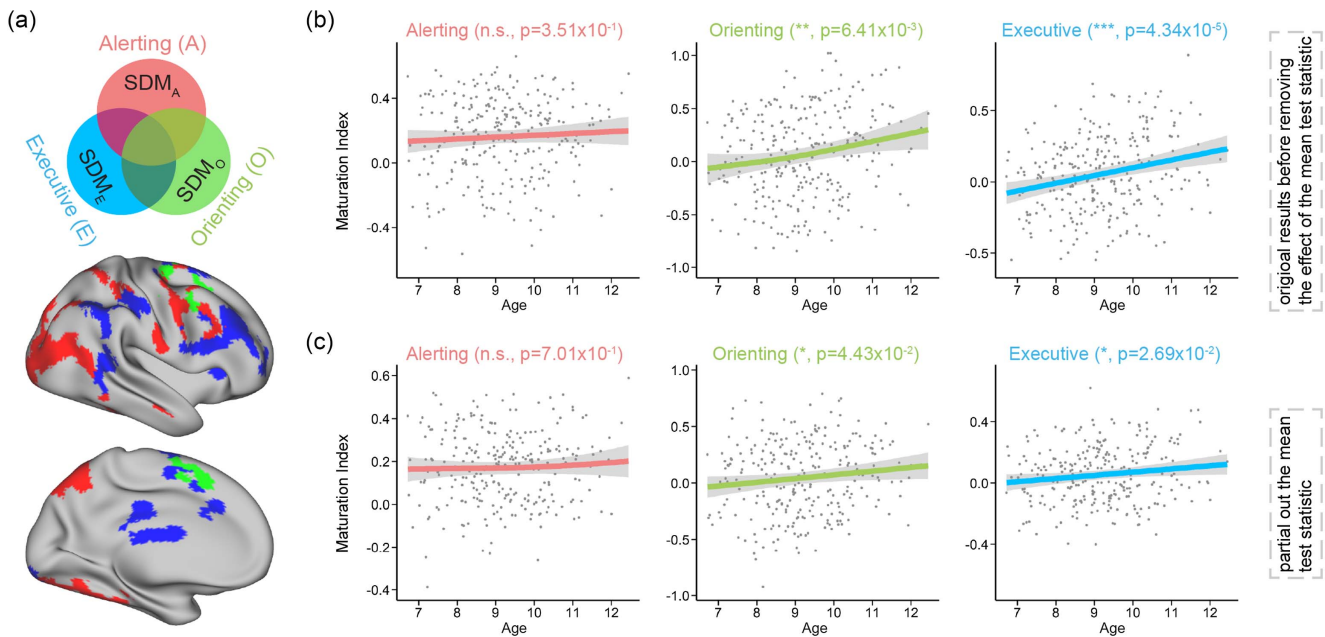 (a)
Alerting (A)
SDM_A
SDM_E
SDM_O
Executive (E)
Orienting (O)
(b)
Alerting (n.s., p=3.51x10^-1)
Maturation Index
0.4
0.0
-0.4
7 8 9 10 11 12
Age
Orienting (**, p=6.41x10^-3)
1.0
0.5
0.0
-0.5
-1.0
7 8 9 10 11 12
Age
Executive (***, p=4.34x10^-5)
1.0
0.5
0.0
-0.5
7 8 9 10 11 12
Age
origioal results before removing
the effect of the mean test statistic
(c)
Alerting (n.s., p=7.01x10^-1)
Maturation Index
0.6
0.4
0.2
0.0
-0.2
-0.4
7 8 9 10 11 12
Age
Orienting (*, p=4.43x10^-2)
1.0
0.5
0.0
-0.5
-1.0
7 8 9 10 11 12
Age
Executive (*, p=2.69x10^-2)
0.4
0.0
-0.4
7 8 9 10 11 12
Age
partial out the mean
test statistic